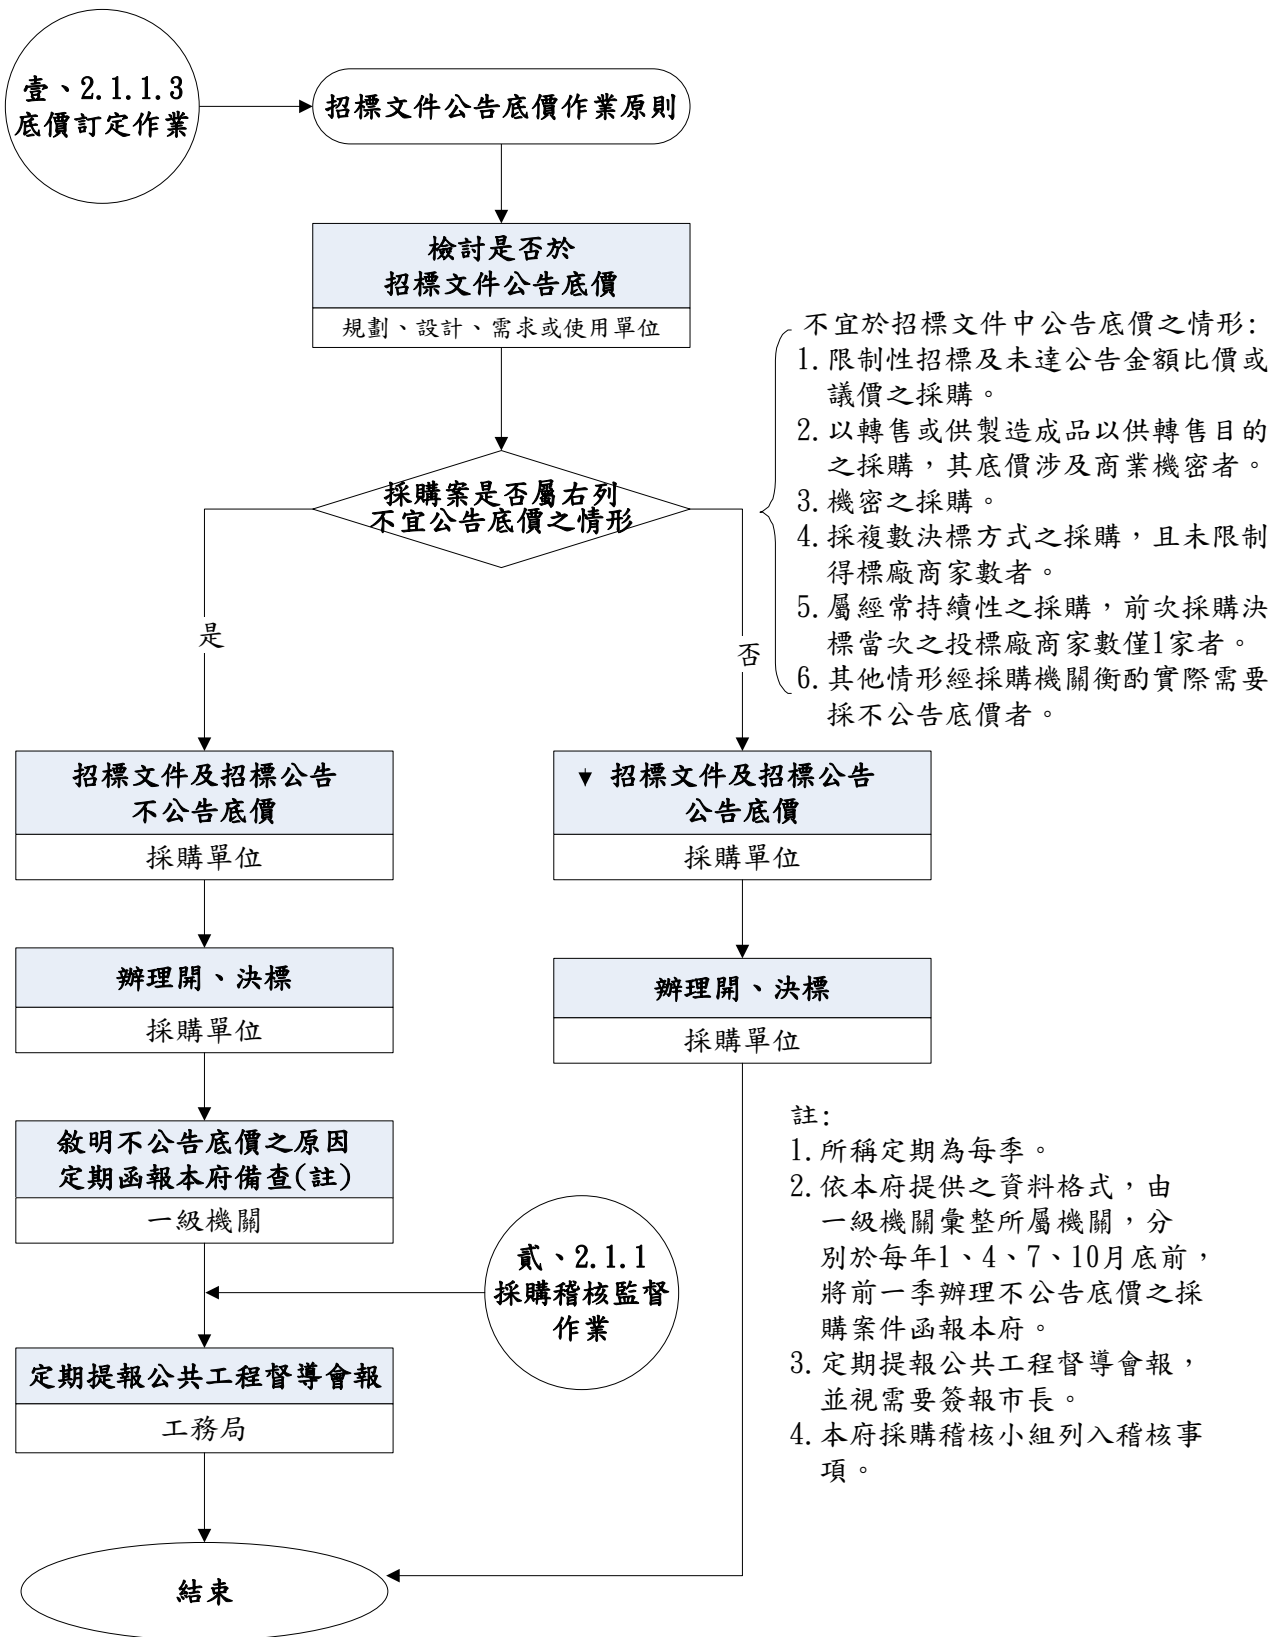 壹、2.1.1.3
底價訂定作業
招標文件公告底價作業原則
檢討是否於
招標文件公告底價
規劃、設計、需求或使用單位
不宜於招標文件中公告底價之情形:
1.限制性招標及未達公告金額比價或
議價之採購。
2.以轉售或供製造成品以供轉售目的
之採購，其底價涉及商業機密者。
3.機密之採購。
4.採複數決標方式之採購，且未限制
得標廠商家數者。
5.屬經常持續性之採購，前次採購決
標當次之投標廠商家數僅1家者。
6.其他情形經採購機關衡酌實際需要
採不公告底價者。
採購案是否屬右列
不宜公告底價之情形
是
否
招標文件及招標公告
不公告底價
採購單位
招標文件及招標公告
公告底價
採購單位
辦理開、決標
採購單位
辦理開、決標
採購單位
敘明不公告底價之原因
定期函報本府備查(註)
一級機關
貳、2.1.1
採購稽核監督
作業
定期提報公共工程督導會報
工務局
註:
1.所稱定期為每季。
2.依本府提供之資料格式，由
一級機關彙整所屬機關，分
別於每年1、4、7、10月底前，
將前一季辦理不公告底價之採
購案件函報本府。
3.定期提報公共工程督導會報，
並視需要簽報市長。
4.本府採購稽核小組列入稽核事
項。
結束